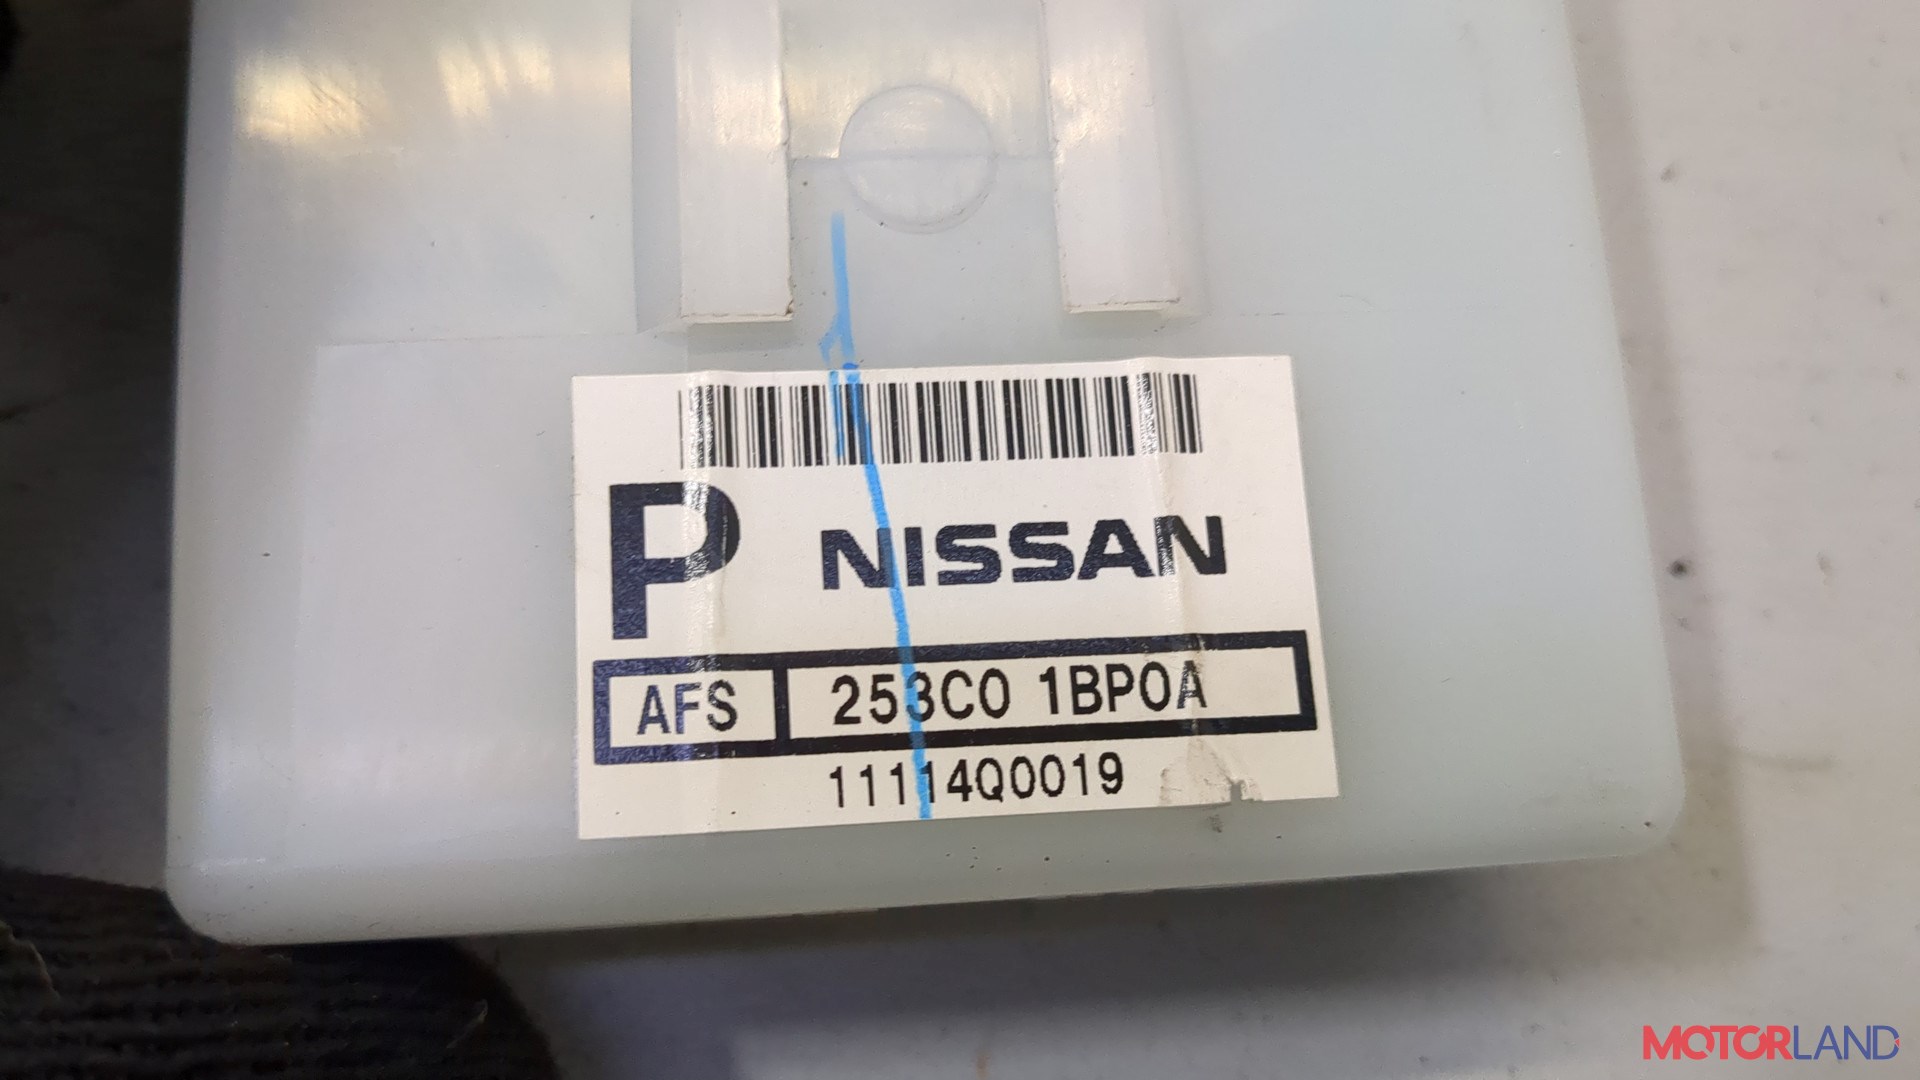 P NISSAN
AFS 253C0 1BP0A
11114Q0019
MOTORLAND